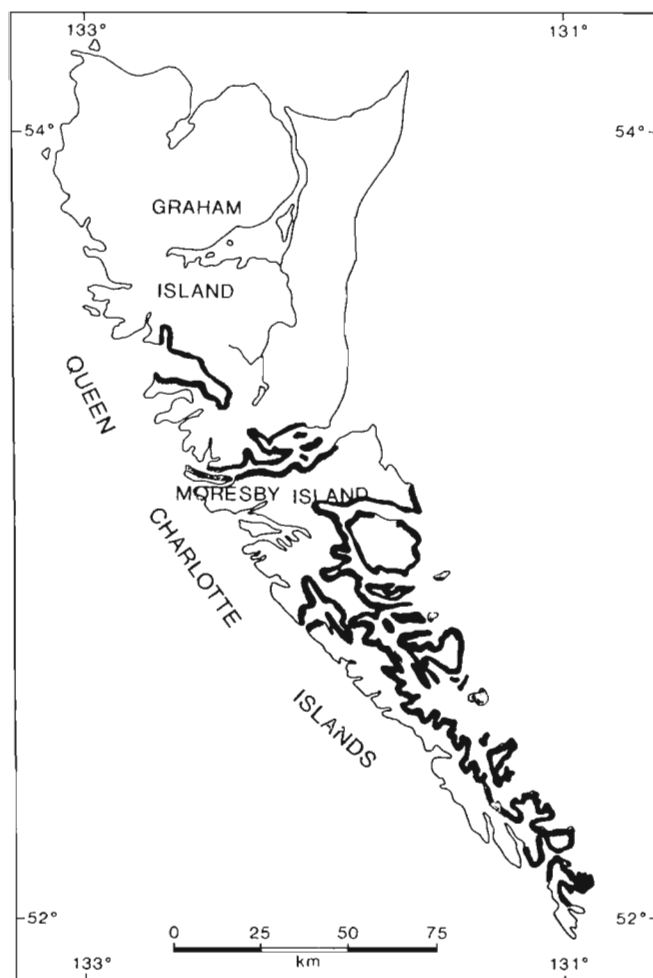 133° 131°
54° 54°
GRAHAM
ISLAND
QUEEN
MORESBY ISLAND
CHARLOTTE
ISLANDS
52° 52°
0 25 50 75
km
133° 131°